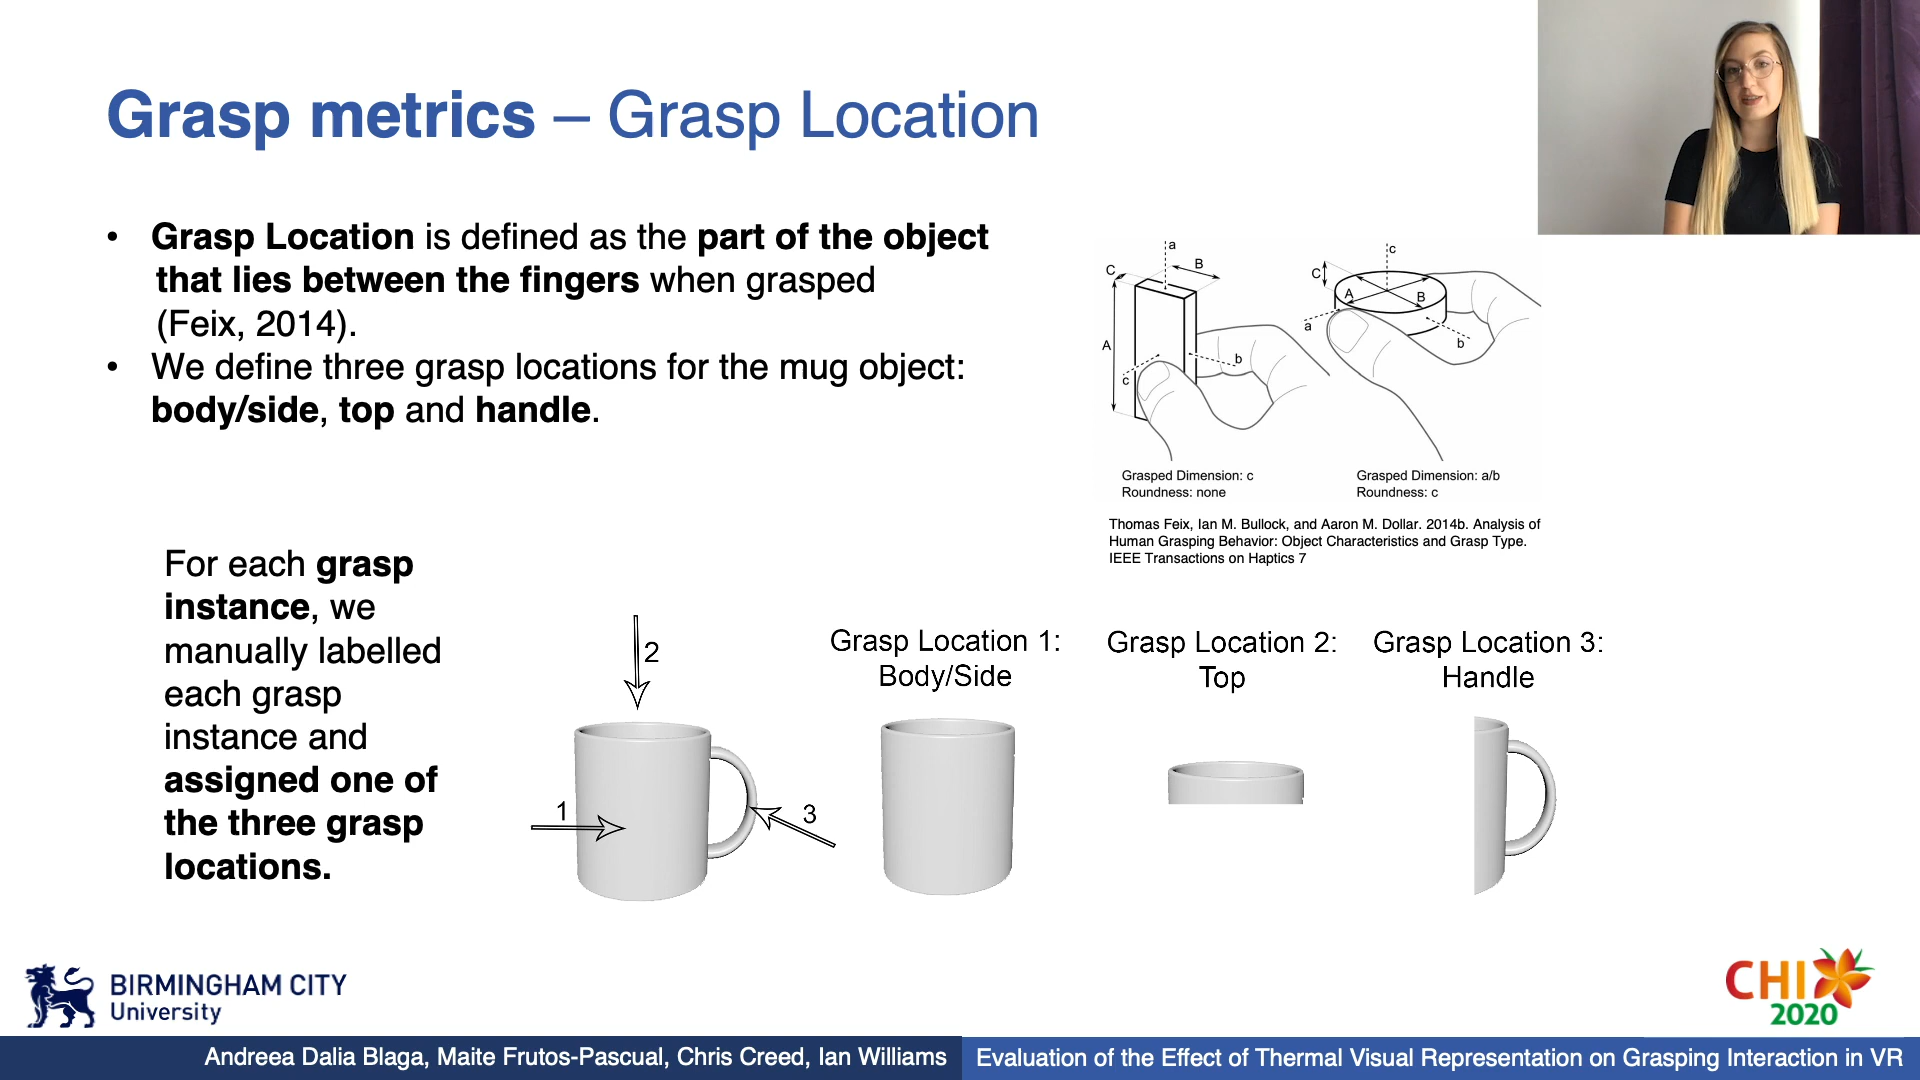 Grasp metrics – Grasp Location
• Grasp Location is defined as the part of the object
that lies between the fingers when grasped
(Feix, 2014).
• We define three grasp locations for the mug object:
body/side, top and handle.
a
C
B
A
b
c
c
C
A
B
a
b
Grasped Dimension: c
Roundness: none
Grasped Dimension: a/b
Roundness: c
Thomas Feix, Ian M. Bullock, and Aaron M. Dollar. 2014b. Analysis of
Human Grasping Behavior: Object Characteristics and Grasp Type.
IEEE Transactions on Haptics 7
For each grasp
instance, we
manually labelled
each grasp
instance and
assigned one of
the three grasp
locations.
2
1
3
Grasp Location 1:
Body/Side
Grasp Location 2:
Top
Grasp Location 3:
Handle
BIRMINGHAM CITY
University
CHI
2020
Andreea Dalia Blaga, Maite Frutos-Pascual, Chris Creed, Ian Williams
Evaluation of the Effect of Thermal Visual Representation on Grasping Interaction in VR